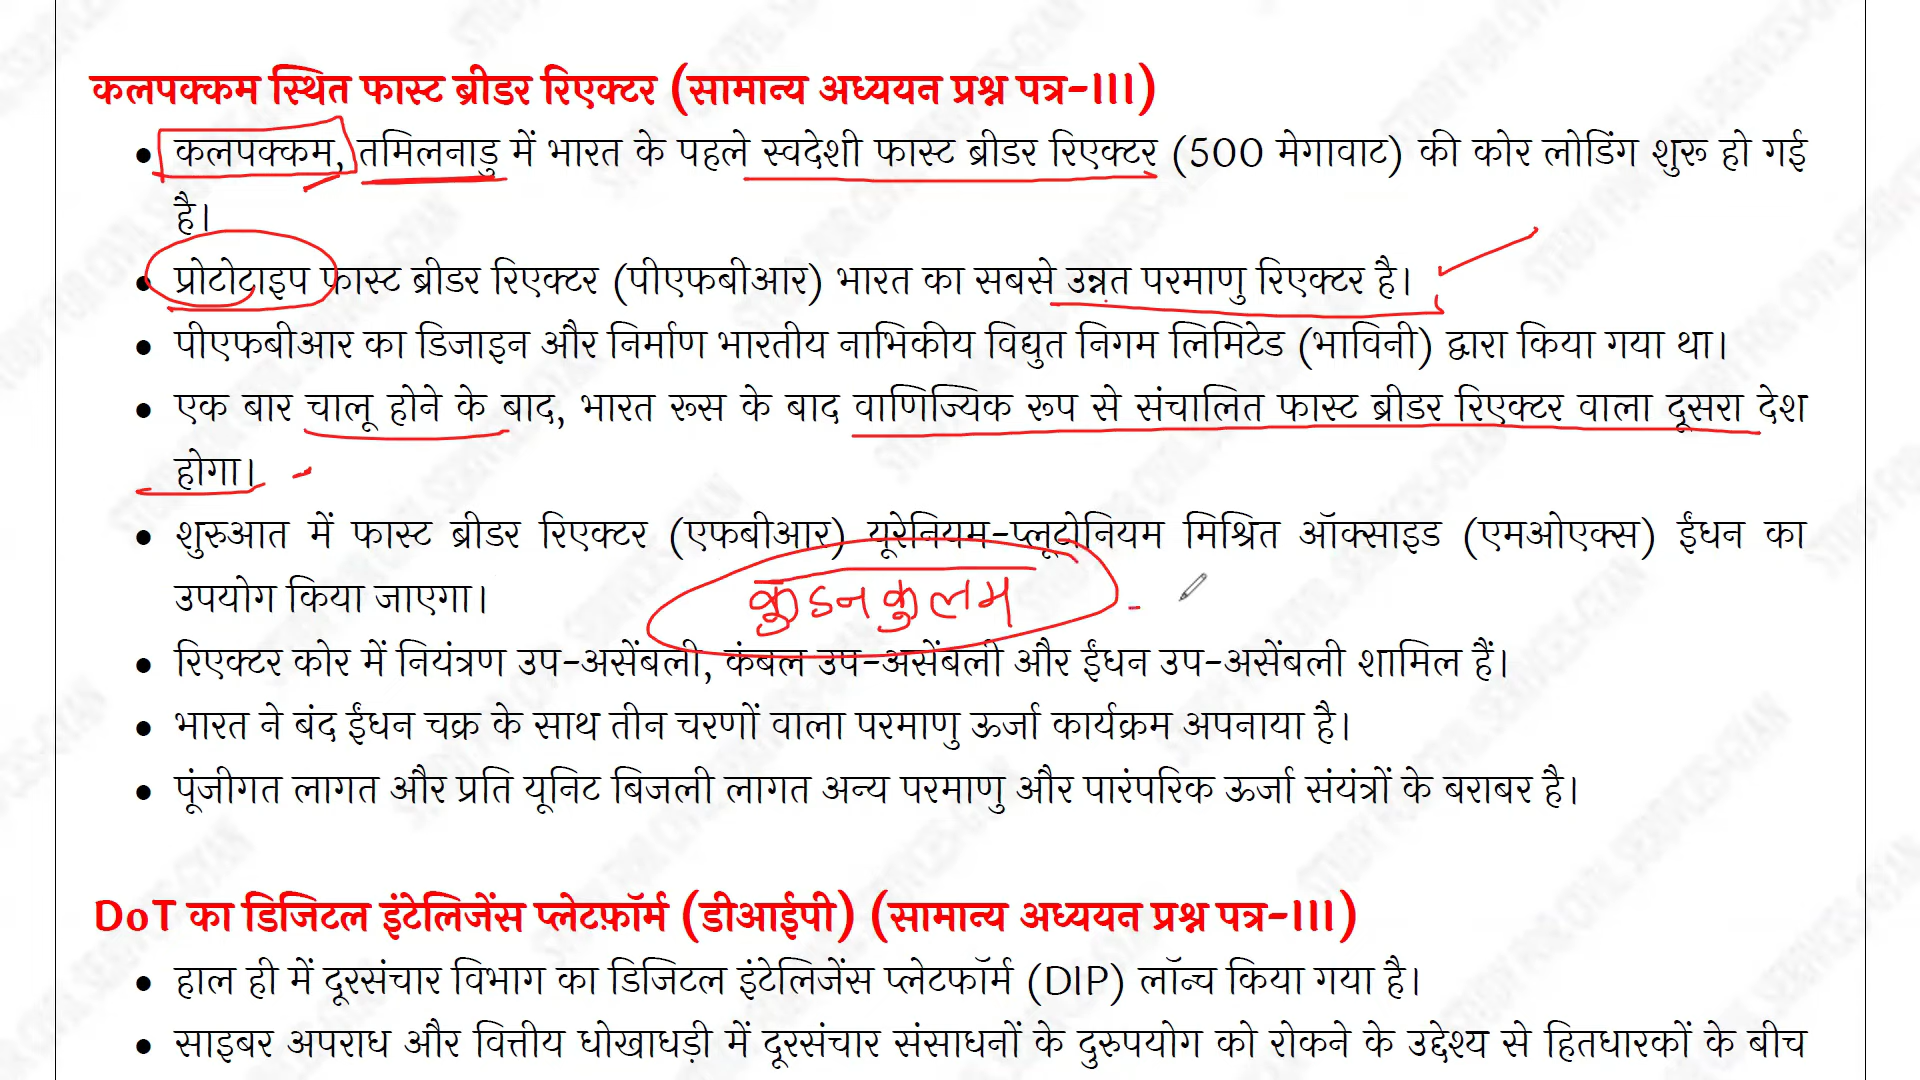 कलपक्कम स्थित फास्ट ब्रीडर रिएक्टर (सामान्य अध्ययन प्रश्न पत्र-III)
• कलपक्कम, तमिलनाडु में भारत के पहले स्वदेशी फास्ट ब्रीडर रिएक्टर (500 मेगावाट) की कोर लोडिंग शुरू हो गई
है।
• प्रोटोटाइप फास्ट ब्रीडर रिएक्टर (पीएफबीआर) भारत का सबसे उन्नत परमाणु रिएक्टर है।
• पीएफबीआर का डिजाइन और निर्माण भारतीय नाभिकीय विद्युत निगम लिमिटेड (भाविनी) द्वारा किया गया था।
• एक बार चालू होने के बाद, भारत रूस के बाद वाणिज्यिक रूप से संचालित फास्ट ब्रीडर रिएक्टर वाला दूसरा देश
होगा।
• शुरुआत में फास्ट ब्रीडर रिएक्टर (एफबीआर) यूरेनियम-प्लूटोनियम मिश्रित ऑक्साइड (एमओएक्स) ईंधन का
उपयोग किया जाएगा।
कुडनकुलम
• रिएक्टर कोर में नियंत्रण उप-असेंबली, कंबल उप-असेंबली और ईंधन उप-असेंबली शामिल हैं।
• भारत ने बंद ईंधन चक्र के साथ तीन चरणों वाला परमाणु ऊर्जा कार्यक्रम अपनाया है।
• पूंजीगत लागत और प्रति यूनिट बिजली लागत अन्य परमाणु और पारंपरिक ऊर्जा संयंत्रों के बराबर है।
DoT का डिजिटल इंटेलिजेंस प्लेटफ़ॉर्म (डीआईपी) (सामान्य अध्ययन प्रश्न पत्र-III)
• हाल ही में दूरसंचार विभाग का डिजिटल इंटेलिजेंस प्लेटफॉर्म (DIP) लॉन्च किया गया है।
• साइबर अपराध और वित्तीय धोखाधड़ी में दूरसंचार संसाधनों के दुरुपयोग को रोकने के उद्देश्य से हितधारकों के बीच